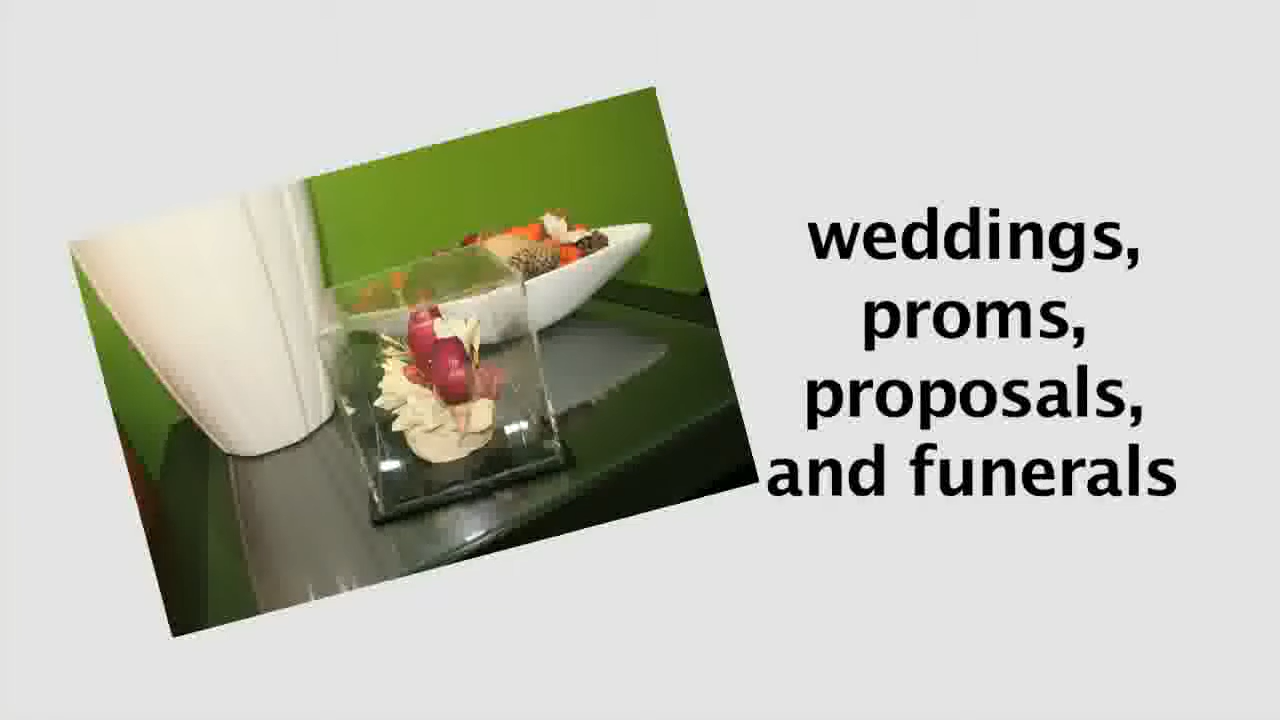 weddings,
proms,
proposals,
and funerals